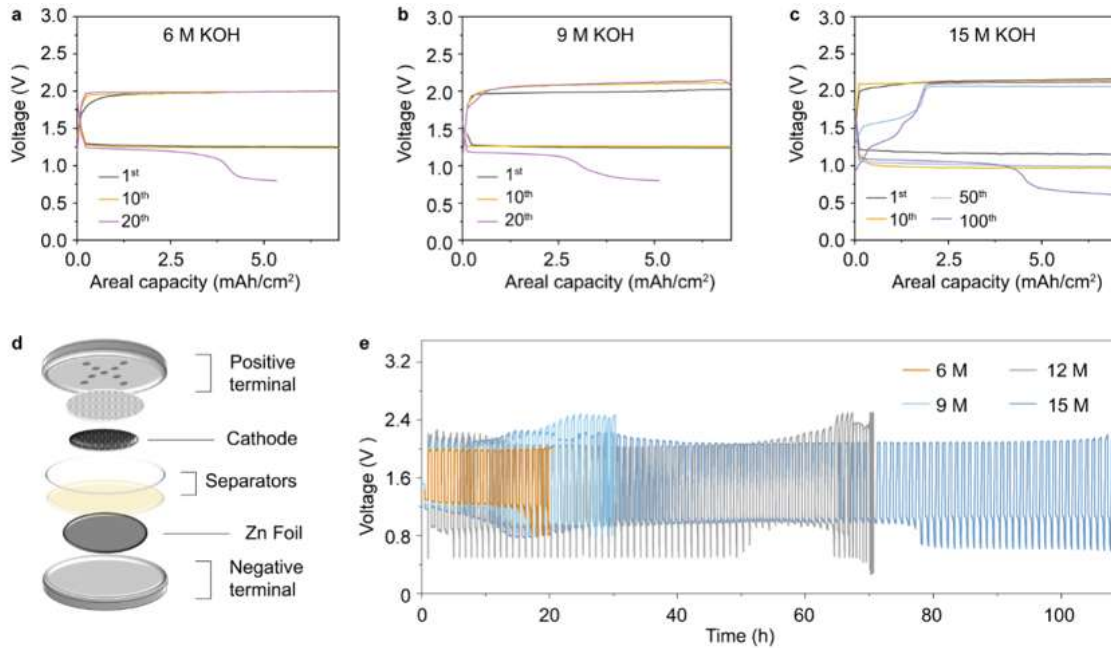 a
6 M KOH
3.0
2.5
2.0
1.5
1.0
0.5
0.0
Voltage (V )
1st
10th
20th
0.0 5.0
Areal capacity (mAh/cm²)
b
9 M KOH
3.0
2.5
2.0
1.5
1.0
0.5
0.0
Voltage (V )
1st
10th
20th
0.0 5.0
Areal capacity (mAh/cm²)
c
15 M KOH
3.0
2.5
2.0
1.5
1.0
0.5
0.0
Voltage (V )
1st 50th
10th 100th
0.0 5.0
Areal capacity (mAh/cm²)
d
Positive
terminal
Cathode
Separators
Zn Foil
Negative
terminal
e
3.2
2.4
1.6
0.8
0
Voltage (V )
6 M 12 M
9 M 15 M
0 20 40 60 80 100
Time (h)